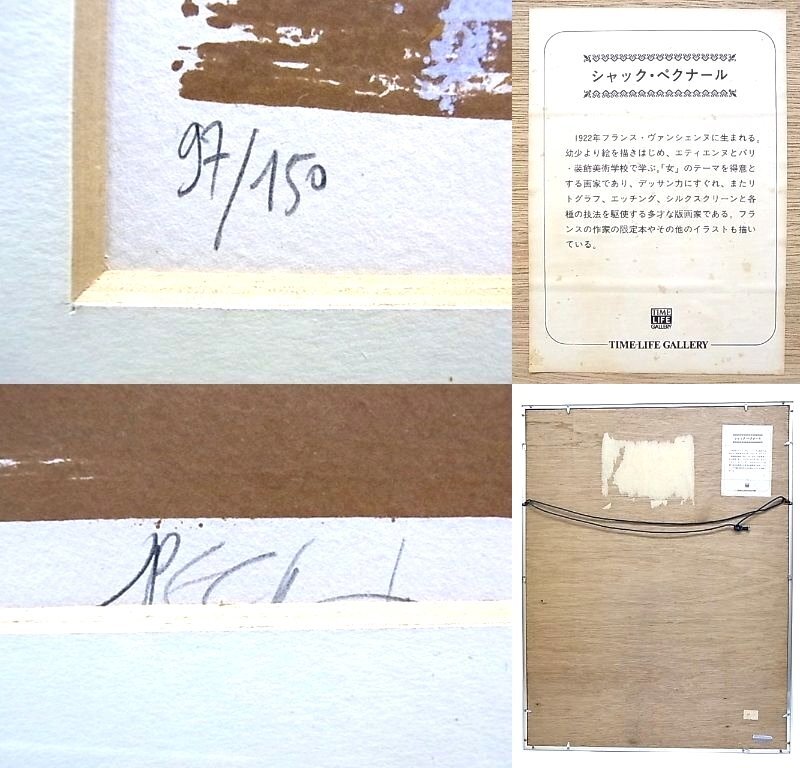 97/150
シャック・ペクナール
1922年フランス・ヴァンシェンヌに生まれる。
幼少より絵を描きはじめ、エティエンヌとパリ
・装飾美術学校で学ぶ。「女」のテーマを得意と
する画家であり、デッサン力にすぐれ、またリ
トグラフ、エッチング、シルクスクリーンと各
種の技法を駆使する多才な版画家である。フラ
ンスの作家の限定本やその他のイラストも描い
ている。
TIME
LIFE
GALLERY
TIME-LIFE GALLERY